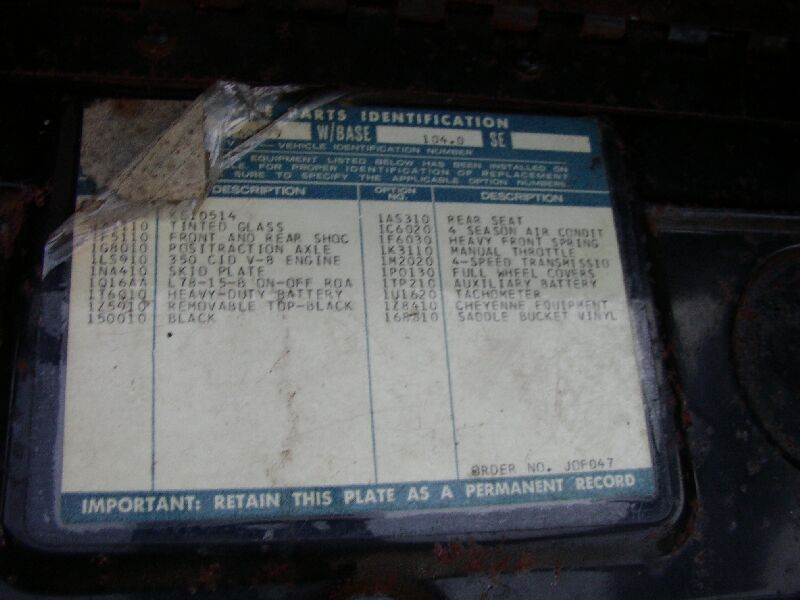 PARTS IDENTIFICATION
W/BASE 104.0 SE
VEHICLE IDENTIFICATION NUMBER
EQUIPMENT LISTED BELOW HAS BEEN INSTALLED ON
FOR PROPER IDENTIFICATION OF REPLACEMENT
SURE TO SPECIFY THE APPLICABLE OPTION NUMBERS
DESCRIPTION OPTION NO. DESCRIPTION
KE10514
TINTED GLASS 1AS310 REAR SEAT
1F5110 FRONT AND REAR SHOC 1C6020 4 SEASON AIR CONDIT
1G8010 POSITRACTION AXLE 1F6030 HEAVY FRONT SPRING
1LS910 350 CID V-8 ENGINE 1K3110 MANUAL THROTTLE
1NA410 SKID PLATE 1M2020 4-SPEED TRANSMISSIO
1Q16AA L78-15-B ON-OFF ROA 1P0130 FULL WHEEL COVERS
1T6010 HEAVY-DUTY BATTERY 1TP210 AUXILIARY BATTERY
1Z5910 REMOVABLE TOP-BLACK 1U1620 TACHOMETER
150010 BLACK 1Z8410 CHEYENNE EQUIPMENT
168810 SADDLE BUCKET VINYL
ORDER NO. JOF047
IMPORTANT: RETAIN THIS PLATE AS A PERMANENT RECORD